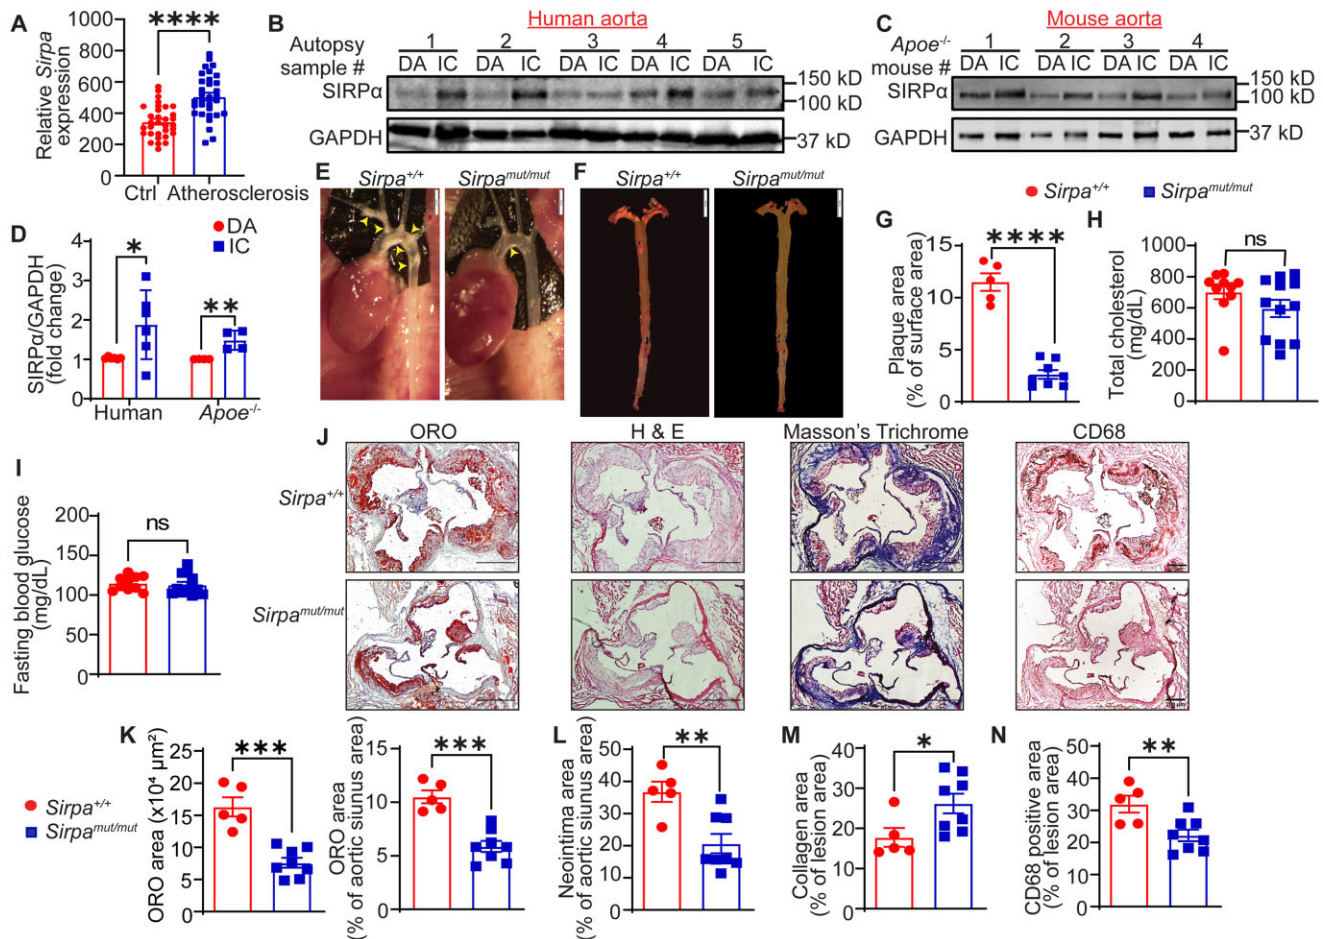 A
Relative Sirpa
expression
1000
800
600
400
200
0
****
Ctrl Atherosclerosis
B
Human aorta
Autopsy
sample #
1 2 3 4 5
DA IC DA IC DA IC DA IC DA IC
SIRPα
150 kD
100 kD
GAPDH
37 kD
C
Mouse aorta
Apoe-/-
mouse #
1 2 3 4
DA IC DA IC DA IC DA IC
SIRPα
150 kD
100 kD
GAPDH
37 kD
D
DA
IC
SIRPα/GAPDH
(fold change)
4
3
2
1
0
*
**
Human Apoe-/-
E
Sirpa+/+ Sirpamut/mut
F
Sirpa+/+ Sirpamut/mut
Sirpa+/+ Sirpamut/mut
G
Plaque area
(% of surface area)
15
10
5
0
****
H
Total cholesterol
(mg/dL)
1000
800
600
400
200
0
ns
I
Fasting blood glucose
(mg/dL)
200
150
100
50
0
ns
J
ORO H & E Masson's Trichrome CD68
Sirpa+/+
Sirpamut/mut
Sirpa+/+
Sirpamut/mut
K
ORO area (x10⁴ µm²)
25
20
15
10
5
0
***
ORO area
(% of aortic siunus area)
15
10
5
0
***
L
Neointima area
(% of aortic siunus area)
50
40
30
20
10
0
**
M
Collagen area
(% of lesion area)
40
30
20
10
0
*
N
CD68 positive area
(% of lesion area)
50
40
30
20
10
0
**